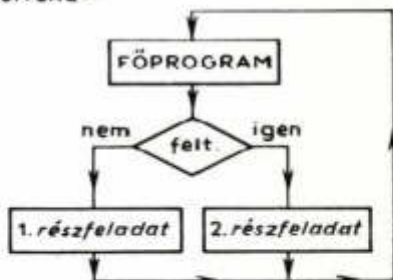 FŐPROGRAM
nem
igen
felt.
1. részfeladat
2. részfeladat